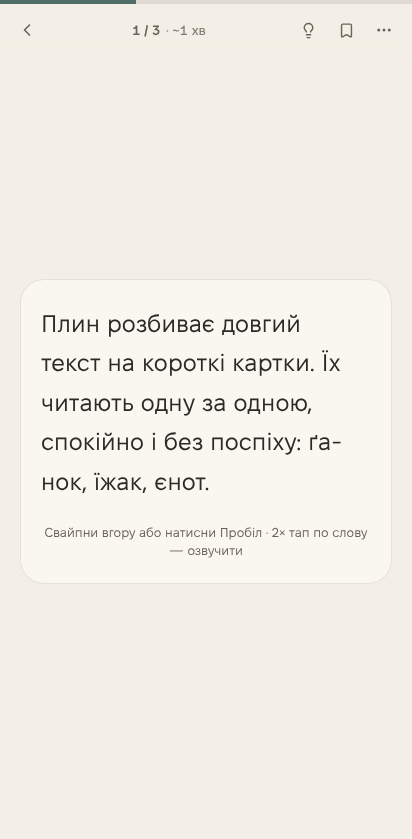 1 / 3 · ~1 хв
Плин розбиває довгий
текст на короткі картки. Їх
читають одну за одною,
спокійно і без поспіху: ґа-
нок, їжак, єнот.
Свайпни вгору або натисни Пробіл · 2× тап по слову
— озвучити